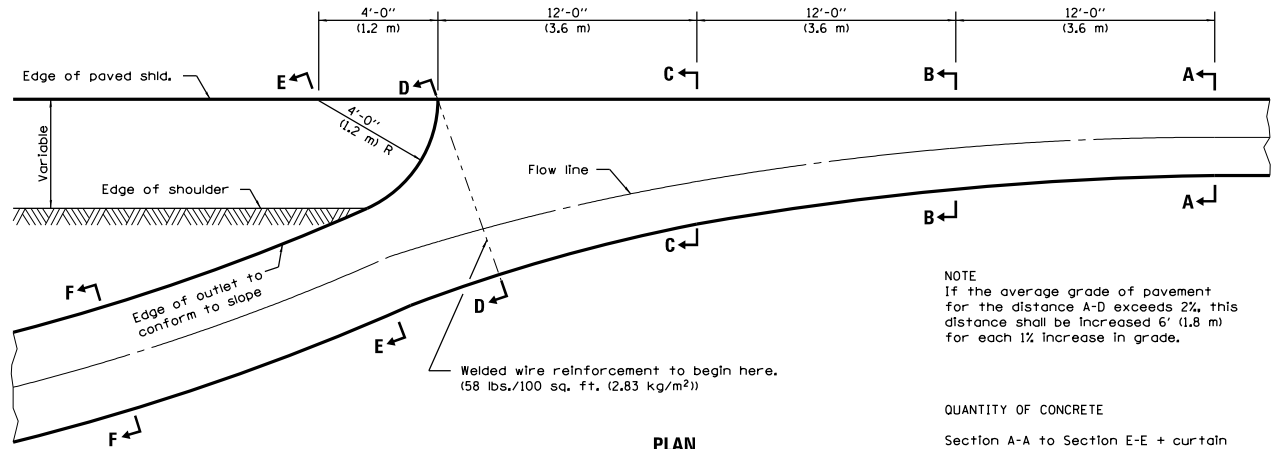 4'-0"
(1.2 m)
12'-0"
(3.6 m)
12'-0"
(3.6 m)
12'-0"
(3.6 m)
Edge of paved shld.
E
D
C
B
A
4'-0"
(1.2 m) R
Variable
Edge of shoulder
Flow line
A
B
C
D
E
F
F
Edge of outlet to
conform to slope
Welded wire reinforcement to begin here.
(58 lbs./100 sq. ft. (2.83 kg/m²))
NOTE
If the average grade of pavement
for the distance A-D exceeds 2%, this
distance shall be increased 6' (1.8 m)
for each 1% increase in grade.
QUANTITY OF CONCRETE
Section A-A to Section E-E + curtain
PLAN